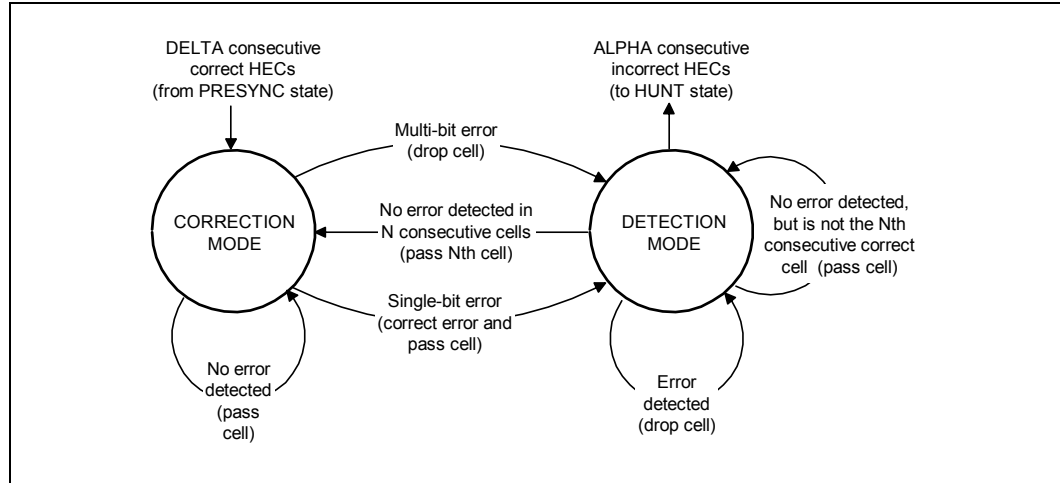 DELTA consecutive
correct HECs
(from PRESYNC state)
ALPHA consecutive
incorrect HECs
(to HUNT state)
Multi-bit error
(drop cell)
CORRECTION
MODE
No error detected in
N consecutive cells
(pass Nth cell)
DETECTION
MODE
No error detected,
but is not the Nth
consecutive correct
cell (pass cell)
Single-bit error
(correct error and
pass cell)
No error
detected
(pass
cell)
Error
detected
(drop cell)